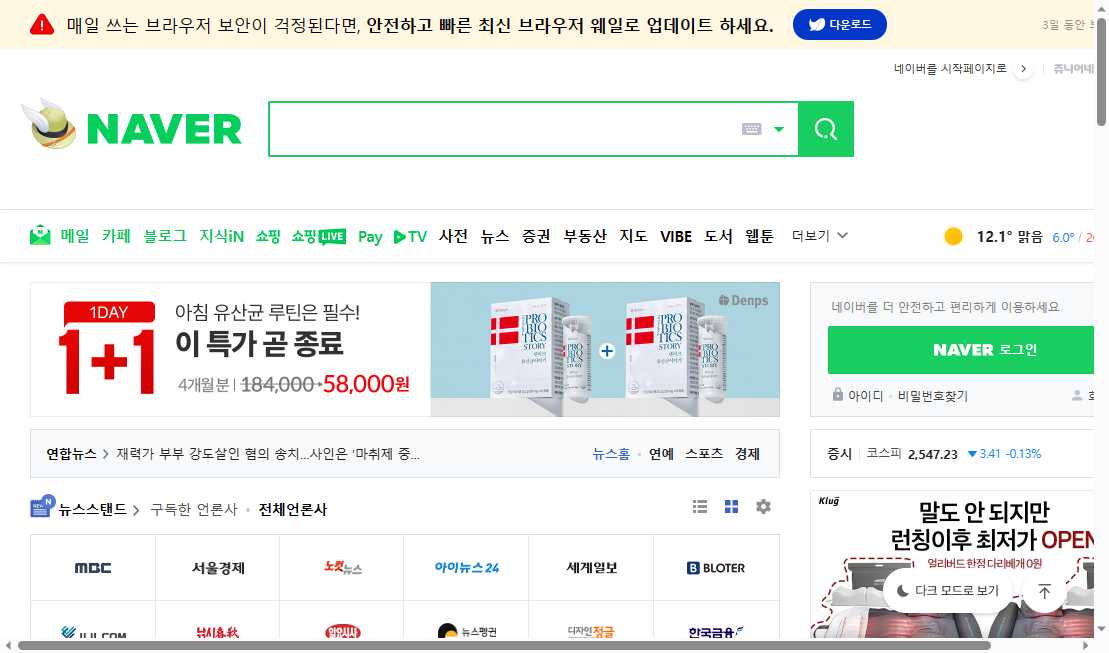 매일 쓰는 브라우저 보안이 걱정된다면, 안전하고 빠른 최신 브라우저 웨일로 업데이트 하세요. 다운로드 3일 동안
네이버를 시작페이지로 쥬니어네
NAVER
메일 카페 블로그 지식iN 쇼핑 쇼핑LIVE Pay TV 사전 뉴스 증권 부동산 지도 VIBE 도서 웹툰 더보기 12.1° 맑음 6.0° /
1DAY
1+1
아침 유산균 루틴은 필수!
이 특가 곧 종료
4개월분 | 184,000 58,000원
Denps
PRO
BIO
TICS
STORY
PRO
BIO
TICS
STORY
네이버를 더 안전하고 편리하게 이용하세요
NAVER 로그인
아이디 · 비밀번호찾기
연합뉴스 > 재력가 부부 강도살인 혐의 송치...사인은 '마취제 중... 뉴스홈 · 연예 스포츠 경제
증시 코스피 2,547.23 ▼3.41 -0.13%
뉴스스탠드 > 구독한 언론사 · 전체언론사
Klug
말도 안 되지만
런칭이후 최저가 OPEN
얼리버드 한정 다리베개 0원
MBC 서울경제 노컷뉴스 아이뉴스24 세계일보 BLOTER
다크 모드로 보기
낚시춘추 뉴스펭귄 디자인정글 한국금융